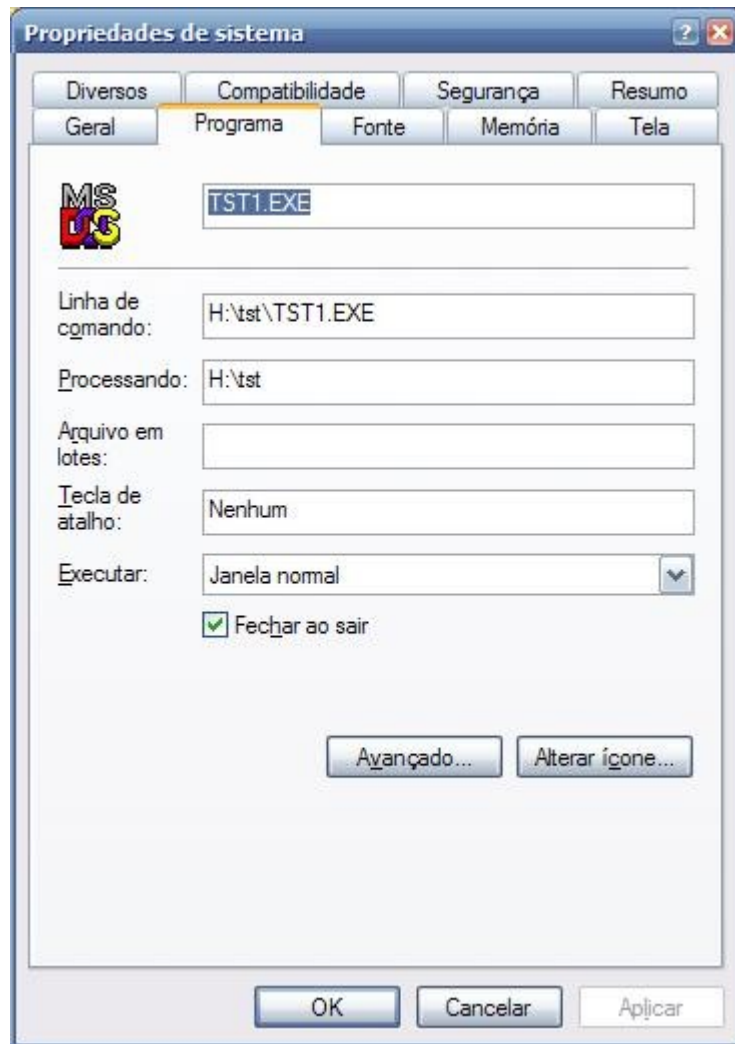 Propriedades de sistema
Diversos Compatibilidade Segurança Resumo
Geral Programa Fonte Memória Tela
MS
DOS
TST1.EXE
Linha de
comando:
H:\tst\TST1.EXE
Processando: H:\tst
Arquivo em
lotes:
Tecla de
atalho:
Nenhum
Executar: Janela normal
Fechar ao sair
Avançado... Alterar ícone...
OK Cancelar Aplicar